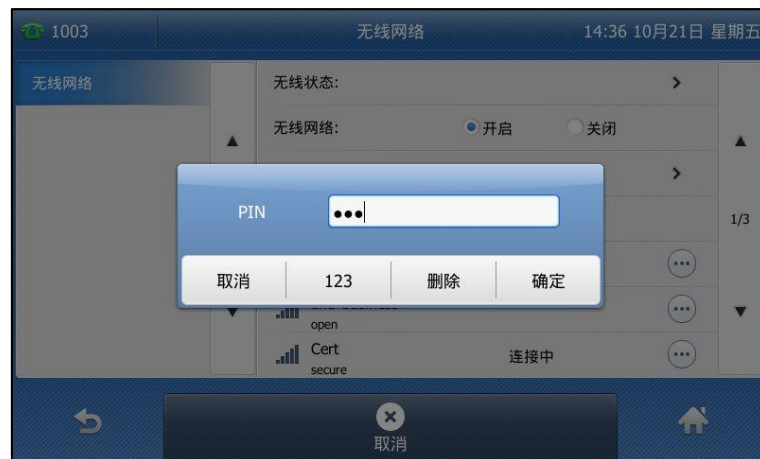 1003
无线网络
14:36 10月21日 星期五
无线网络
无线状态:
无线网络: 开启 关闭
1/3
PIN
取消 123 删除 确定
open
Cert 连接中
secure
取消